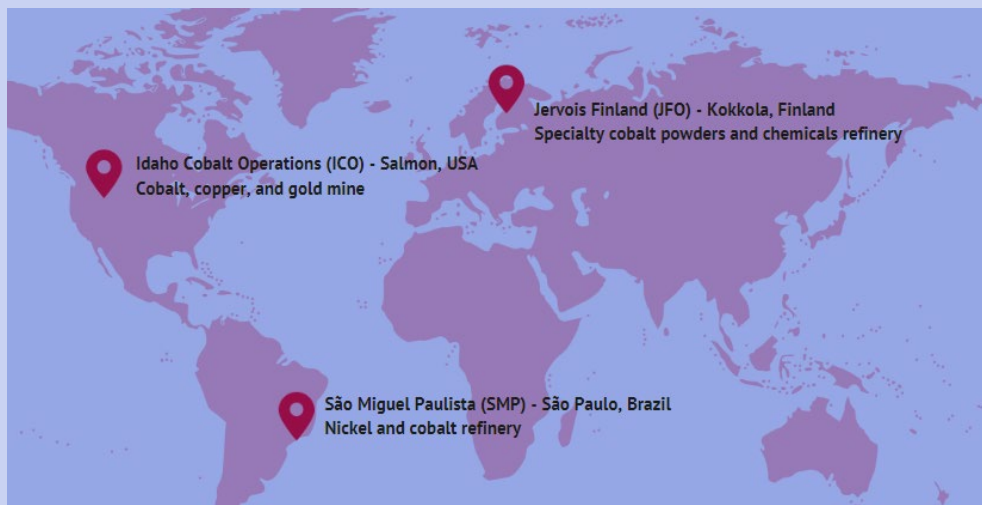 Jervois Finland (JFO) - Kokkola, Finland
Specialty cobalt powders and chemicals refinery
Idaho Cobalt Operations (ICO) - Salmon, USA
Cobalt, copper, and gold mine
São Miguel Paulista (SMP) - São Paulo, Brazil
Nickel and cobalt refinery